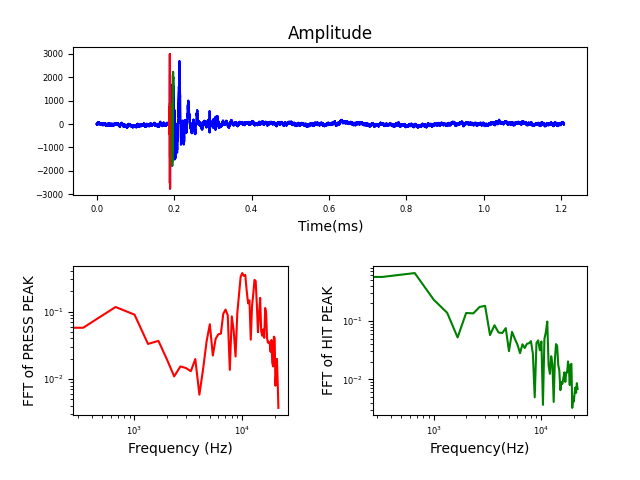 Amplitude
3000
2000
1000
0
−1000
−2000
−3000
0.0 0.2 0.4 0.6 0.8 1.0 1.2
Time(ms)
FFT of PRESS PEAK
10⁻¹
10⁻²
10³ 10⁴
Frequency (Hz)
FFT of HIT PEAK
10⁻¹
10⁻²
10³ 10⁴
Frequency(Hz)